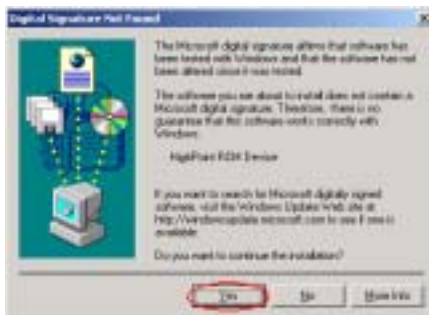 Digital Signature Not Found
The Microsoft digital signature affirms that software has
been tested with Windows and that the software has not
been altered since it was tested.
The software you are about to install does not contain a
Microsoft digital signature. Therefore, there is no
guarantee that this software works correctly with
Windows.
HighPoint RCM Device
If you want to search for Microsoft digitally signed
software, visit the Windows Update Web site at
http://windowsupdate.microsoft.com to see if one is
available.
Do you want to continue the installation?
Yes
No
More Info